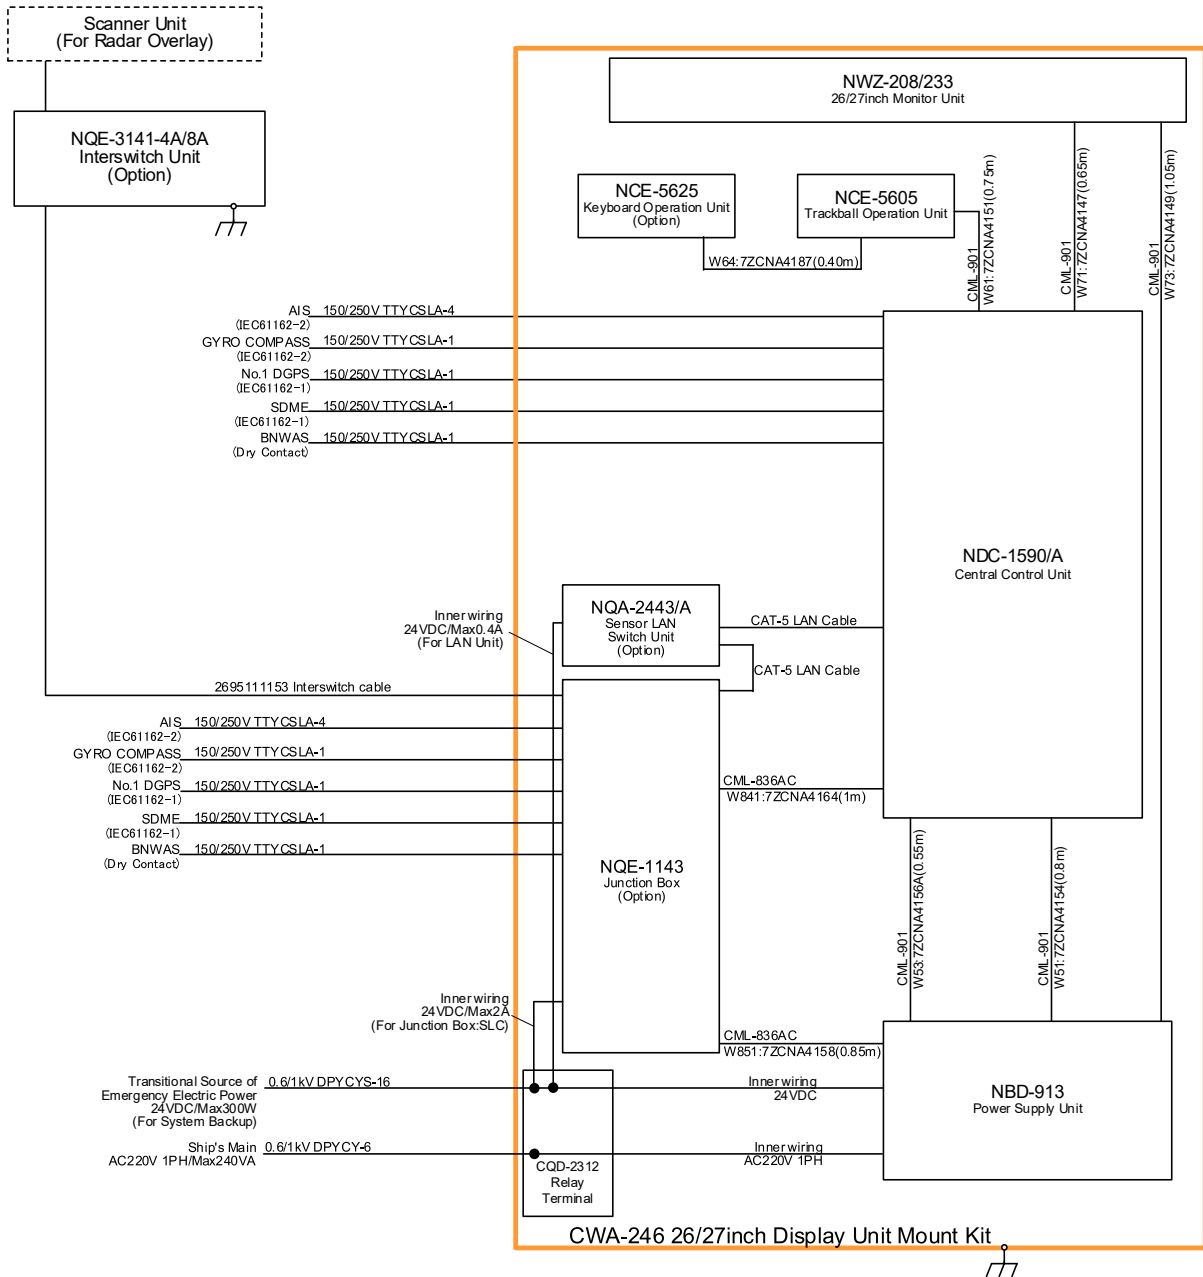 Scanner Unit
(For Radar Overlay)
NQE-3141-4A/8A
Interswitch Unit
(Option)
NWZ-208/233
26/27inch Monitor Unit
NCE-5625
Keyboard Operation Unit
(Option)
NCE-5605
Trackball Operation Unit
W64:7ZCNA4187(0.40m)
CML-901
W61:7ZCNA4151(0.75m)
CML-901
W71:7ZCNA4147(0.65m)
CML-901
W73:7ZCNA4149(1.05m)
AIS 150/250V TTYCSLA-4
(IEC61162-2)
GYRO COMPASS 150/250V TTYCSLA-1
(IEC61162-2)
No.1 DGPS 150/250V TTYCSLA-1
(IEC61162-1)
SDME 150/250V TTYCSLA-1
(IEC61162-1)
BNWAS 150/250V TTYCSLA-1
(Dry Contact)
NDC-1590/A
Central Control Unit
NQA-2443/A
Sensor LAN
Switch Unit
(Option)
Inner wiring
24VDC/Max0.4A
(For LAN Unit)
CAT-5 LAN Cable
CAT-5 LAN Cable
2695111153 Interswitch cable
AIS 150/250V TTYCSLA-4
(IEC61162-2)
GYRO COMPASS 150/250V TTYCSLA-1
(IEC61162-2)
No.1 DGPS 150/250V TTYCSLA-1
(IEC61162-1)
SDME 150/250V TTYCSLA-1
(IEC61162-1)
BNWAS 150/250V TTYCSLA-1
(Dry Contact)
CML-836AC
W841:7ZCNA4164(1m)
NQE-1143
Junction Box
(Option)
CML-901
W53:7ZCNA4156A(0.55m)
CML-901
W51:7ZCNA4154(0.8m)
Inner wiring
24VDC/Max2A
(For Junction Box:SLC)
CML-836AC
W851:7ZCNA4158(0.85m)
Transitional Source of 0.6/1kV DPYCYS-16
Emergency Electric Power
24VDC/Max300W
(For System Backup)
Inner wiring
24VDC
NBD-913
Power Supply Unit
Ship's Main 0.6/1kV DPYCY-6
AC220V 1PH/Max240VA
Inner wiring
AC220V 1PH
CQD-2312
Relay
Terminal
CWA-246 26/27inch Display Unit Mount Kit